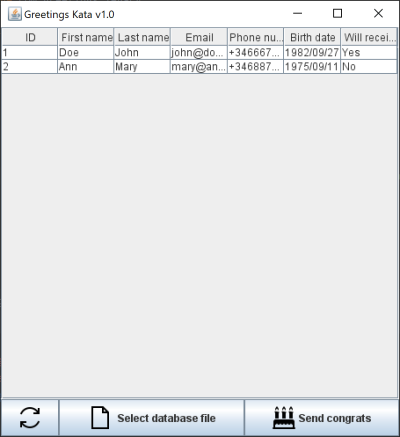 Greetings Kata v1.0
ID First name Last name Email Phone nu... Birth date Will recei...
1 Doe John john@do... +346667... 1982/09/27 Yes
2 Ann Mary mary@an... +346887... 1975/09/11 No
Select database file Send congrats